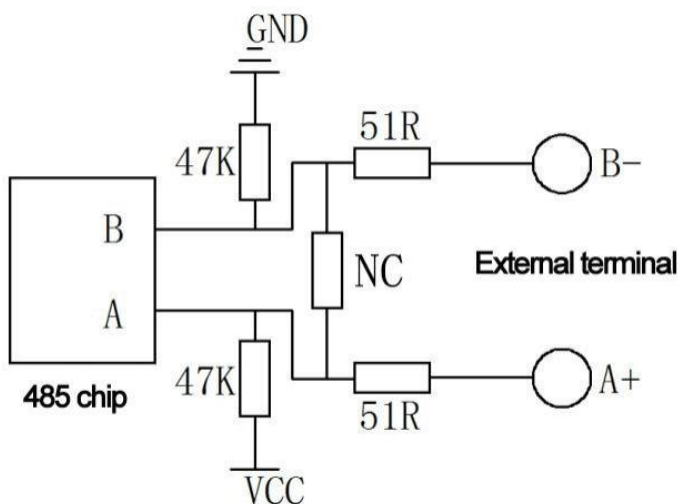 GND
51R
47K
B-
B
NC
External terminal
A
47K
A+
485 chip
51R
VCC